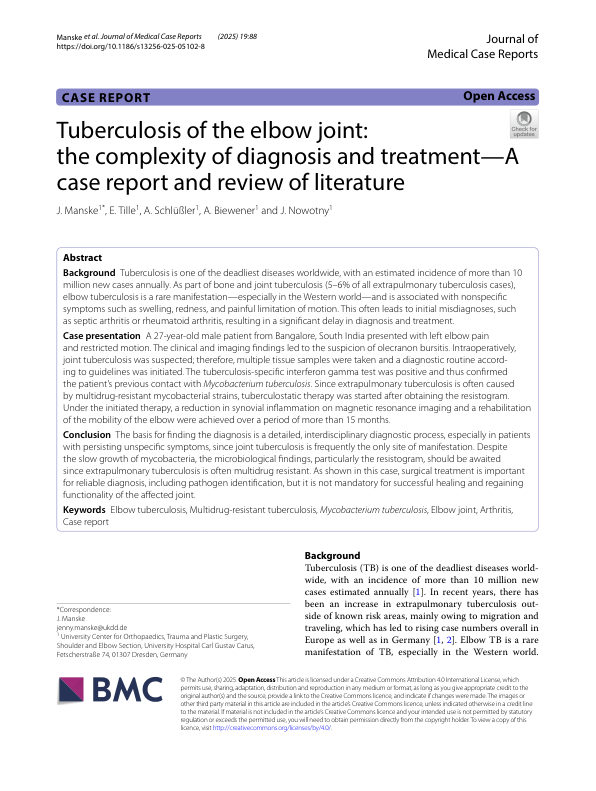 Manske et al. Journal of Medical Case Reports (2025) 19:88
https://doi.org/10.1186/s13256-025-05102-8
Journal of
Medical Case Reports
CASE REPORT
Open Access
Check for
updates
Tuberculosis of the elbow joint:
the complexity of diagnosis and treatment—A
case report and review of literature
J. Manske1*, E. Tille1, A. Schlüßler1, A. Biewener1 and J. Nowotny1
Abstract
Background Tuberculosis is one of the deadliest diseases worldwide, with an estimated incidence of more than 10
million new cases annually. As part of bone and joint tuberculosis (5–6% of all extrapulmonary tuberculosis cases),
elbow tuberculosis is a rare manifestation—especially in the Western world—and is associated with nonspecific
symptoms such as swelling, redness, and painful limitation of motion. This often leads to initial misdiagnoses, such
as septic arthritis or rheumatoid arthritis, resulting in a significant delay in diagnosis and treatment.
Case presentation A 27-year-old male patient from Bangalore, South India presented with left elbow pain
and restricted motion. The clinical and imaging findings led to the suspicion of olecranon bursitis. Intraoperatively,
joint tuberculosis was suspected; therefore, multiple tissue samples were taken and a diagnostic routine accord-
ing to guidelines was initiated. The tuberculosis-specific interferon gamma test was positive and thus confirmed
the patient's previous contact with Mycobacterium tuberculosis. Since extrapulmonary tuberculosis is often caused
by multidrug-resistant mycobacterial strains, tuberculostatic therapy was started after obtaining the resistogram.
Under the initiated therapy, a reduction in synovial inflammation on magnetic resonance imaging and a rehabilitation
of the mobility of the elbow were achieved over a period of more than 15 months.
Conclusion The basis for finding the diagnosis is a detailed, interdisciplinary diagnostic process, especially in patients
with persisting unspecific symptoms, since joint tuberculosis is frequently the only site of manifestation. Despite
the slow growth of mycobacteria, the microbiological findings, particularly the resistogram, should be awaited
since extrapulmonary tuberculosis is often multidrug resistant. As shown in this case, surgical treatment is important
for reliable diagnosis, including pathogen identification, but it is not mandatory for successful healing and regaining
functionality of the affected joint.
Keywords Elbow tuberculosis, Multidrug-resistant tuberculosis, Mycobacterium tuberculosis, Elbow joint, Arthritis,
Case report
*Correspondence:
J. Manske
jenny.manske@ukdd.de
1 University Center for Orthopaedics, Trauma and Plastic Surgery,
Shoulder and Elbow Section, University Hospital Carl Gustav Carus,
Fetscherstraße 74, 01307 Dresden, Germany
Background
Tuberculosis (TB) is one of the deadliest diseases world-
wide, with an incidence of more than 10 million new
cases estimated annually [1]. In recent years, there has
been an increase in extrapulmonary tuberculosis out-
side of known risk areas, mainly owing to migration and
traveling, which has led to rising case numbers overall in
Europe as well as in Germany [1, 2]. Elbow TB is a rare
manifestation of TB, especially in the Western world.
BMC
© The Author(s) 2025. Open Access This article is licensed under a Creative Commons Attribution 4.0 International License, which
permits use, sharing, adaptation, distribution and reproduction in any medium or format, as long as you give appropriate credit to the
original author(s) and the source, provide a link to the Creative Commons licence, and indicate if changes were made. The images or
other third party material in this article are included in the article's Creative Commons licence, unless indicated otherwise in a credit line
to the material. If material is not included in the article's Creative Commons licence and your intended use is not permitted by statutory
regulation or exceeds the permitted use, you will need to obtain permission directly from the copyright holder. To view a copy of this
licence, visit http://creativecommons.org/licenses/by/4.0/.